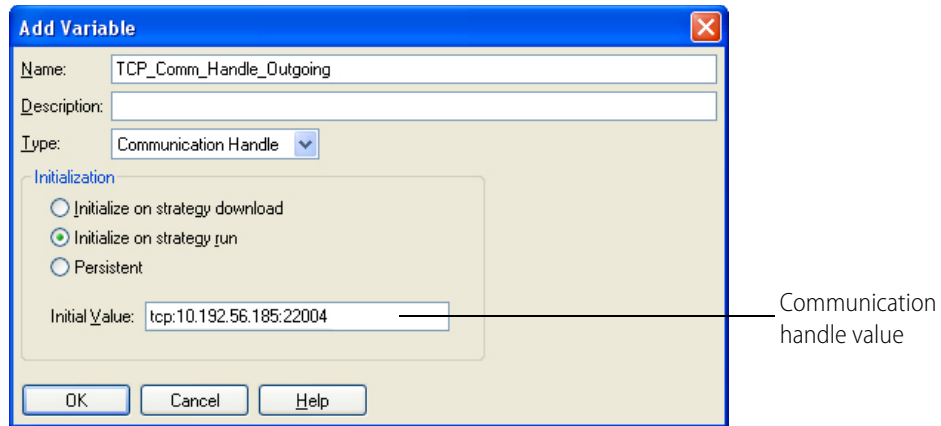 Add Variable
Name: TCP_Comm_Handle_Outgoing
Description:
Type: Communication Handle
Initialization
Initialize on strategy download
Initialize on strategy run
Persistent
Initial Value: tcp:10.192.56.185:22004
Communication
handle value
OK Cancel Help